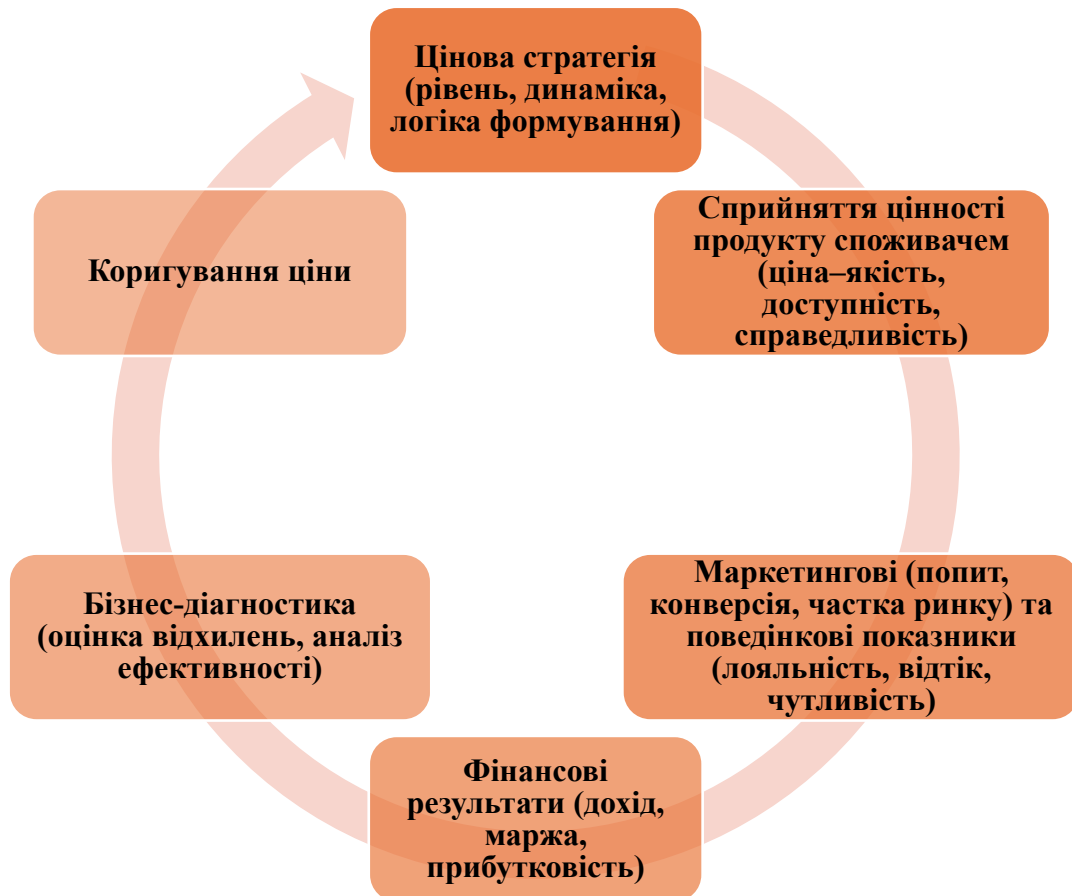 Цінова стратегія
(рівень, динаміка,
логіка формування)
Сприйняття цінності
продукту споживачем
(ціна–якість,
доступність,
справедливість)
Маркетингові (попит,
конверсія, частка ринку) та
поведінкові показники
(лояльність, відтік,
чутливість)
Фінансові
результати (дохід,
маржа,
прибутковість)
Бізнес-діагностика
(оцінка відхилень, аналіз
ефективності)
Коригування ціни